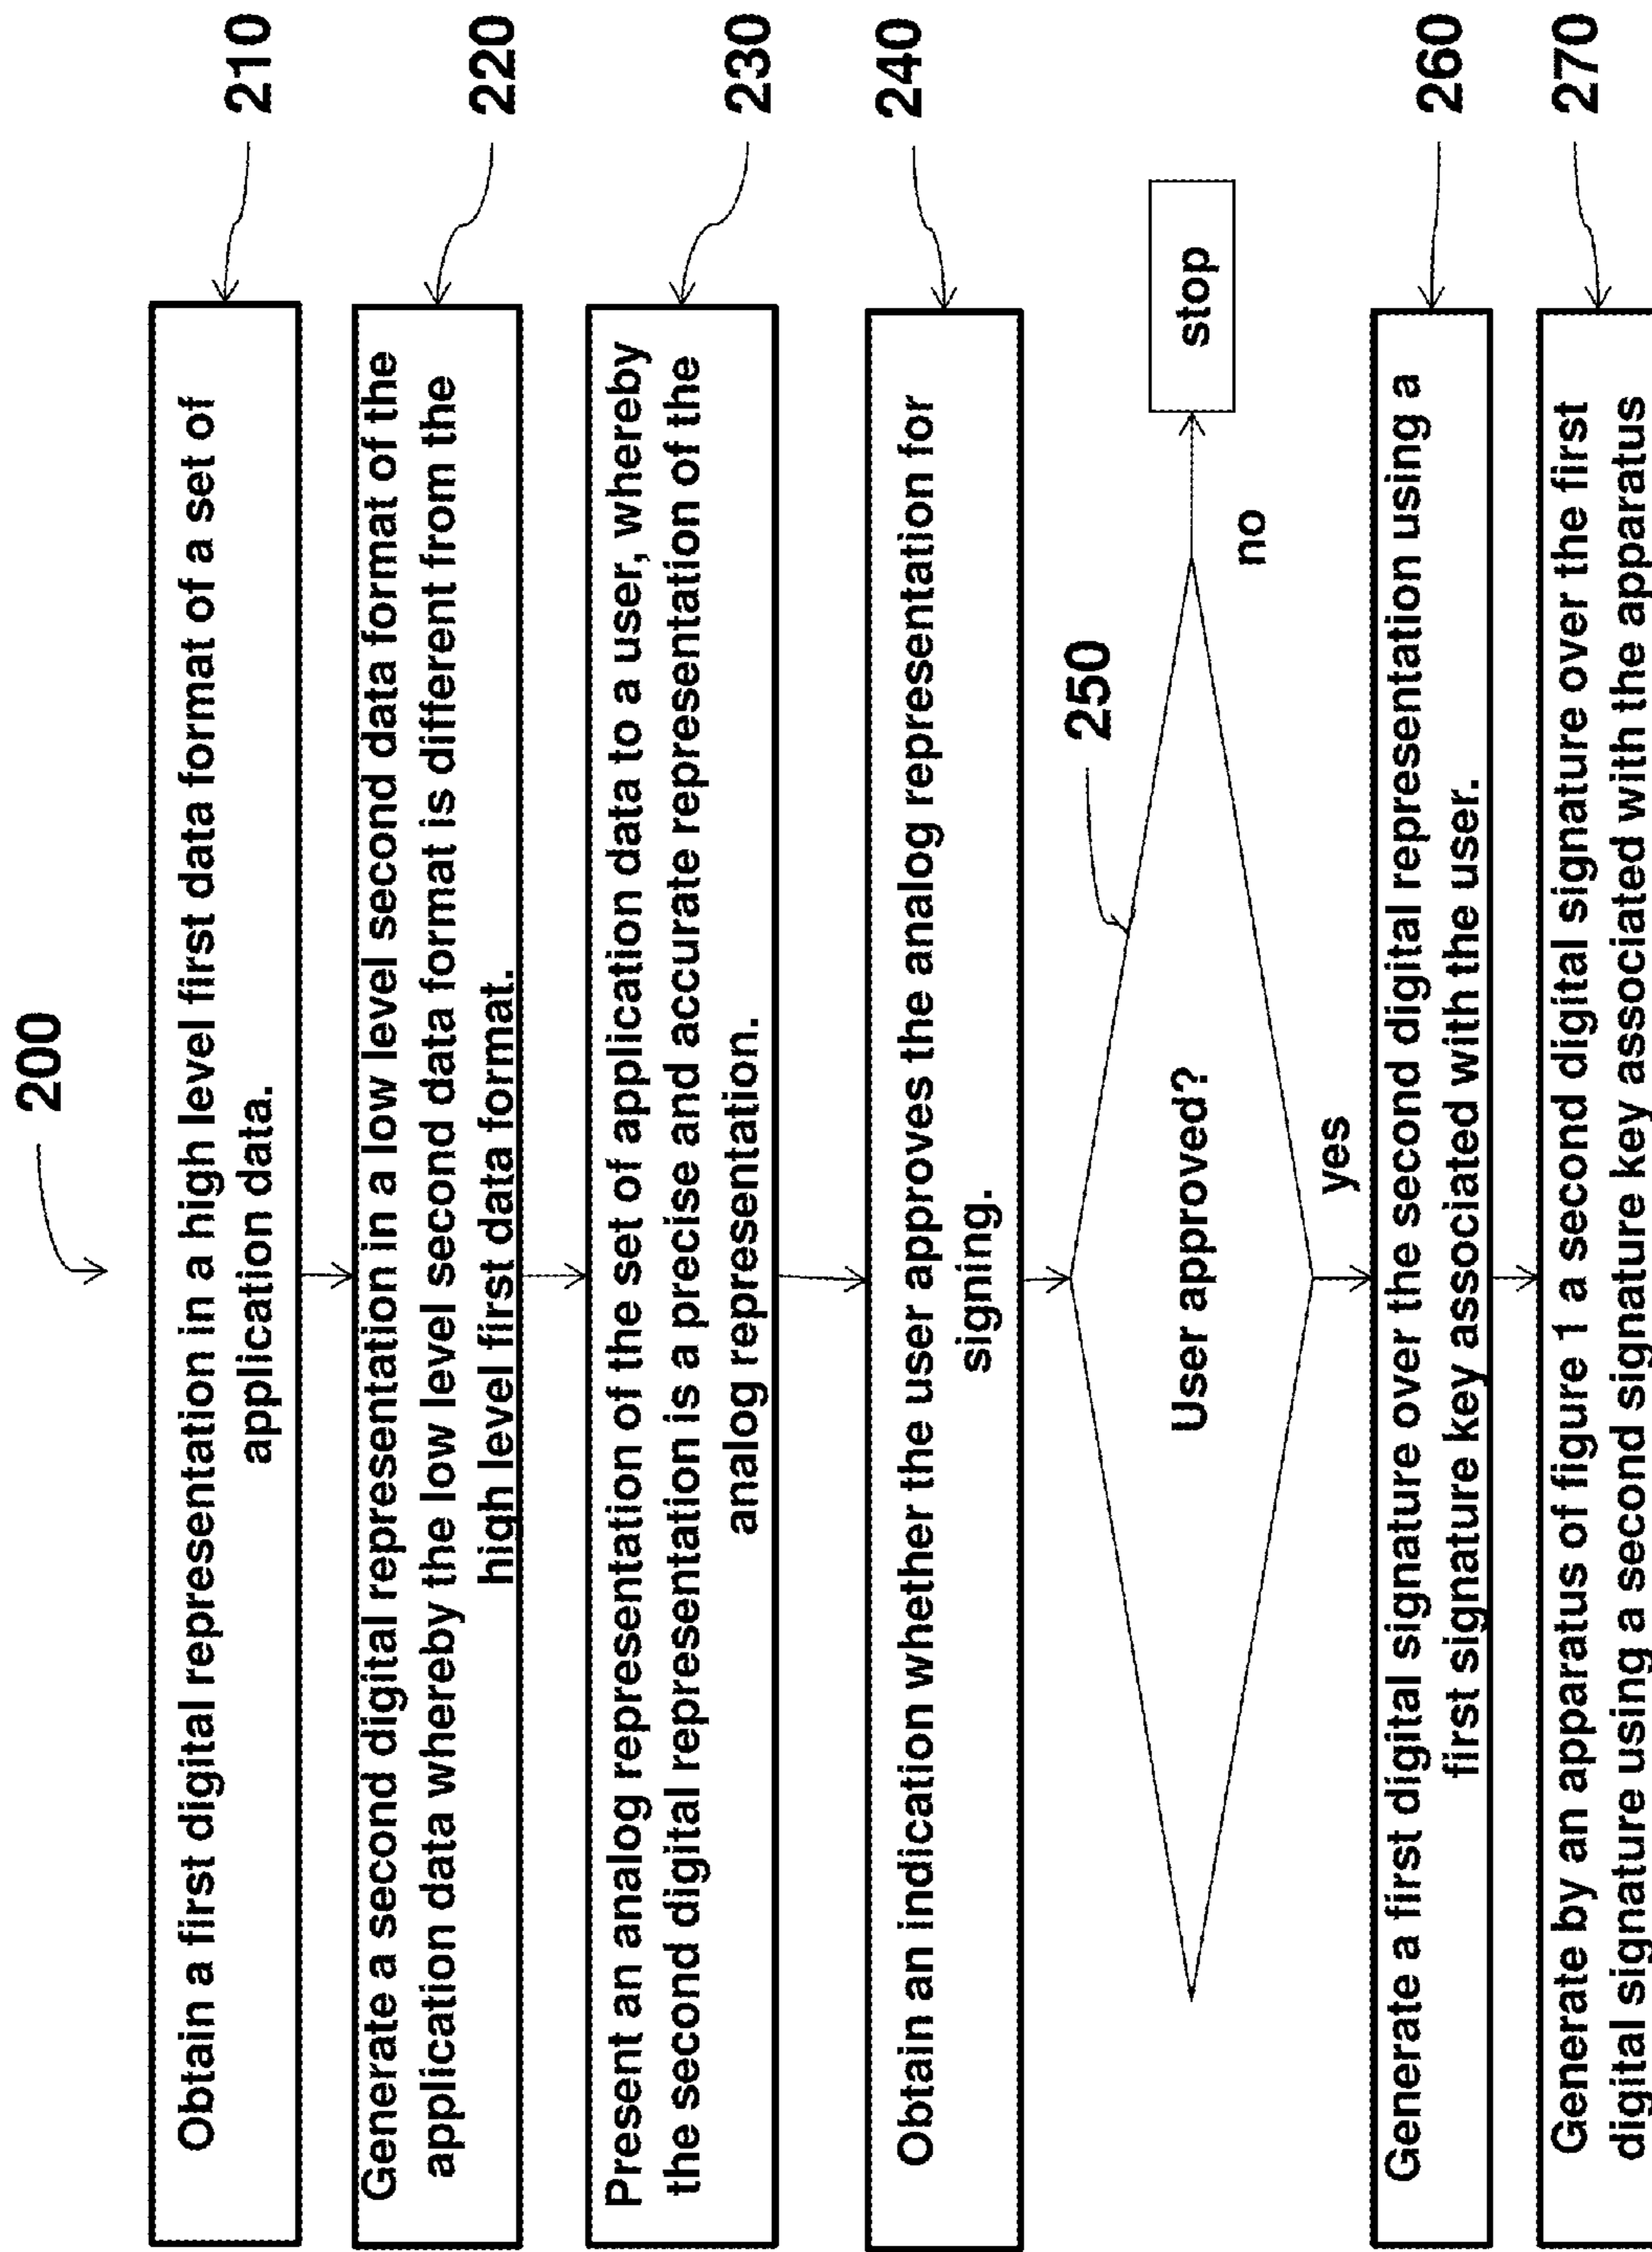 200
210
Obtain a first digital representation in a high level first data format of a set of
application data.
220
Generate a second digital representation in a low level second data format of the
application data whereby the low level second data format is different from the
high level first data format.
230
Present an analog representation of the set of application data to a user, whereby
the second digital representation is a precise and accurate representation of the
analog representation.
240
Obtain an indication whether the user approves the analog representation for
signing.
250
User approved?
no
stop
yes
260
Generate a first digital signature over the second digital representation using a
first signature key associated with the user.
270
Generate by an apparatus of figure 1 a second digital signature over the first
digital signature using a second signature key associated with the apparatus